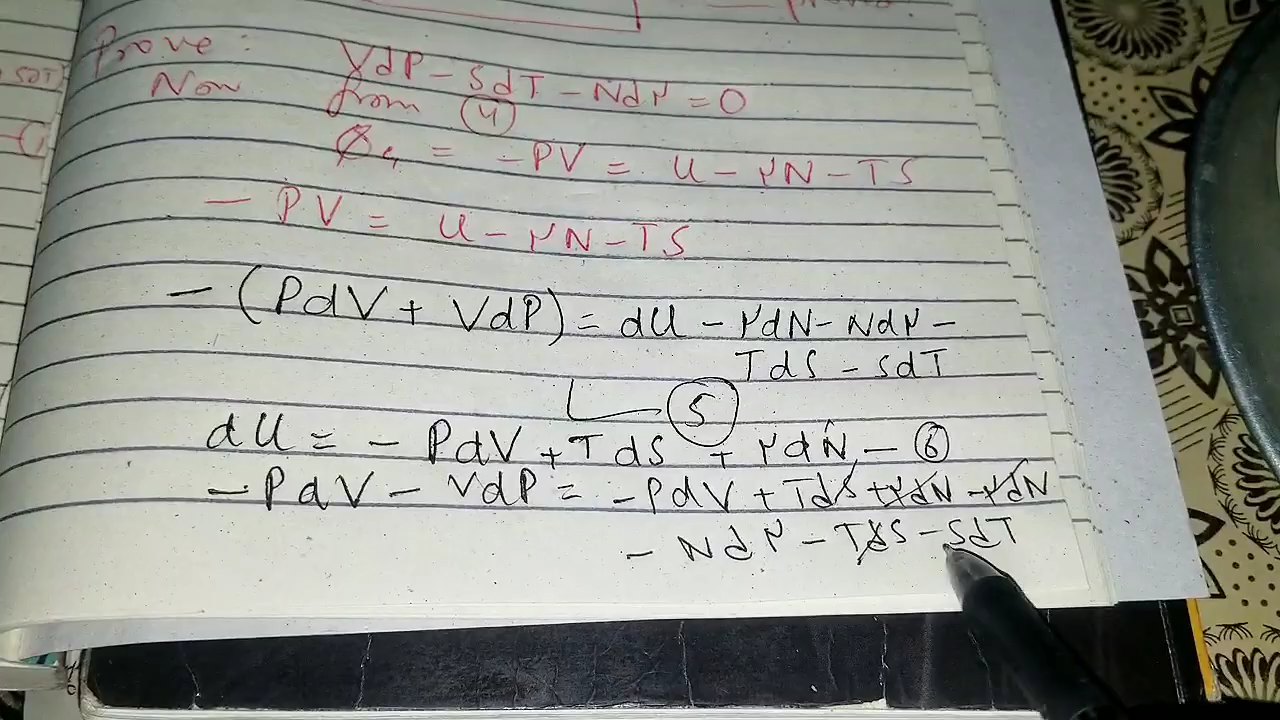 Prove: VdP - SdT - Ndμ = 0
Now from (4)
Φ₄ = -PV = U - μN - TS
- PV = U - μN - TS
- (PdV + VdP) = dU - μdN - Ndμ -
TdS - SdT
(5)
dU = - PdV + TdS + μdN - (6)
- PdV - VdP = - PdV + TdS + μdN - μdN
- Ndμ - TdS - SdT